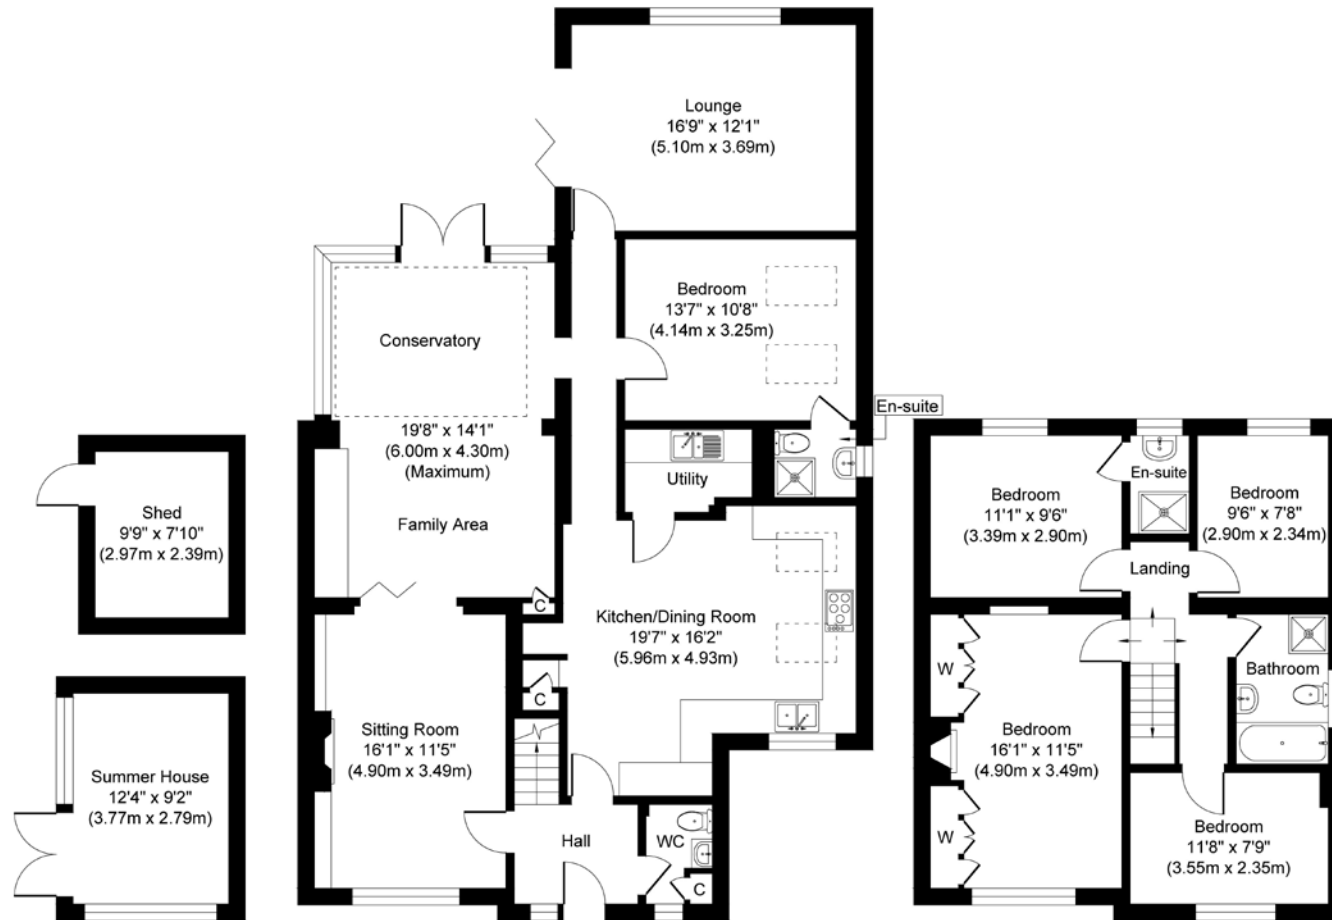 Lounge
16'9" x 12'1"
(5.10m x 3.69m)
Bedroom
13'7" x 10'8"
(4.14m x 3.25m)
Conservatory
19'8" x 14'1"
(6.00m x 4.30m)
(Maximum)
Family Area
En-suite
Utility
Shed
9'9" x 7'10"
(2.97m x 2.39m)
Kitchen/Dining Room
19'7" x 16'2"
(5.96m x 4.93m)
C
C
Sitting Room
16'1" x 11'5"
(4.90m x 3.49m)
Summer House
12'4" x 9'2"
(3.77m x 2.79m)
Hall
WC
C
Bedroom
11'1" x 9'6"
(3.39m x 2.90m)
En-suite
Bedroom
9'6" x 7'8"
(2.90m x 2.34m)
Landing
W
Bathroom
Bedroom
16'1" x 11'5"
(4.90m x 3.49m)
W
Bedroom
11'8" x 7'9"
(3.55m x 2.35m)